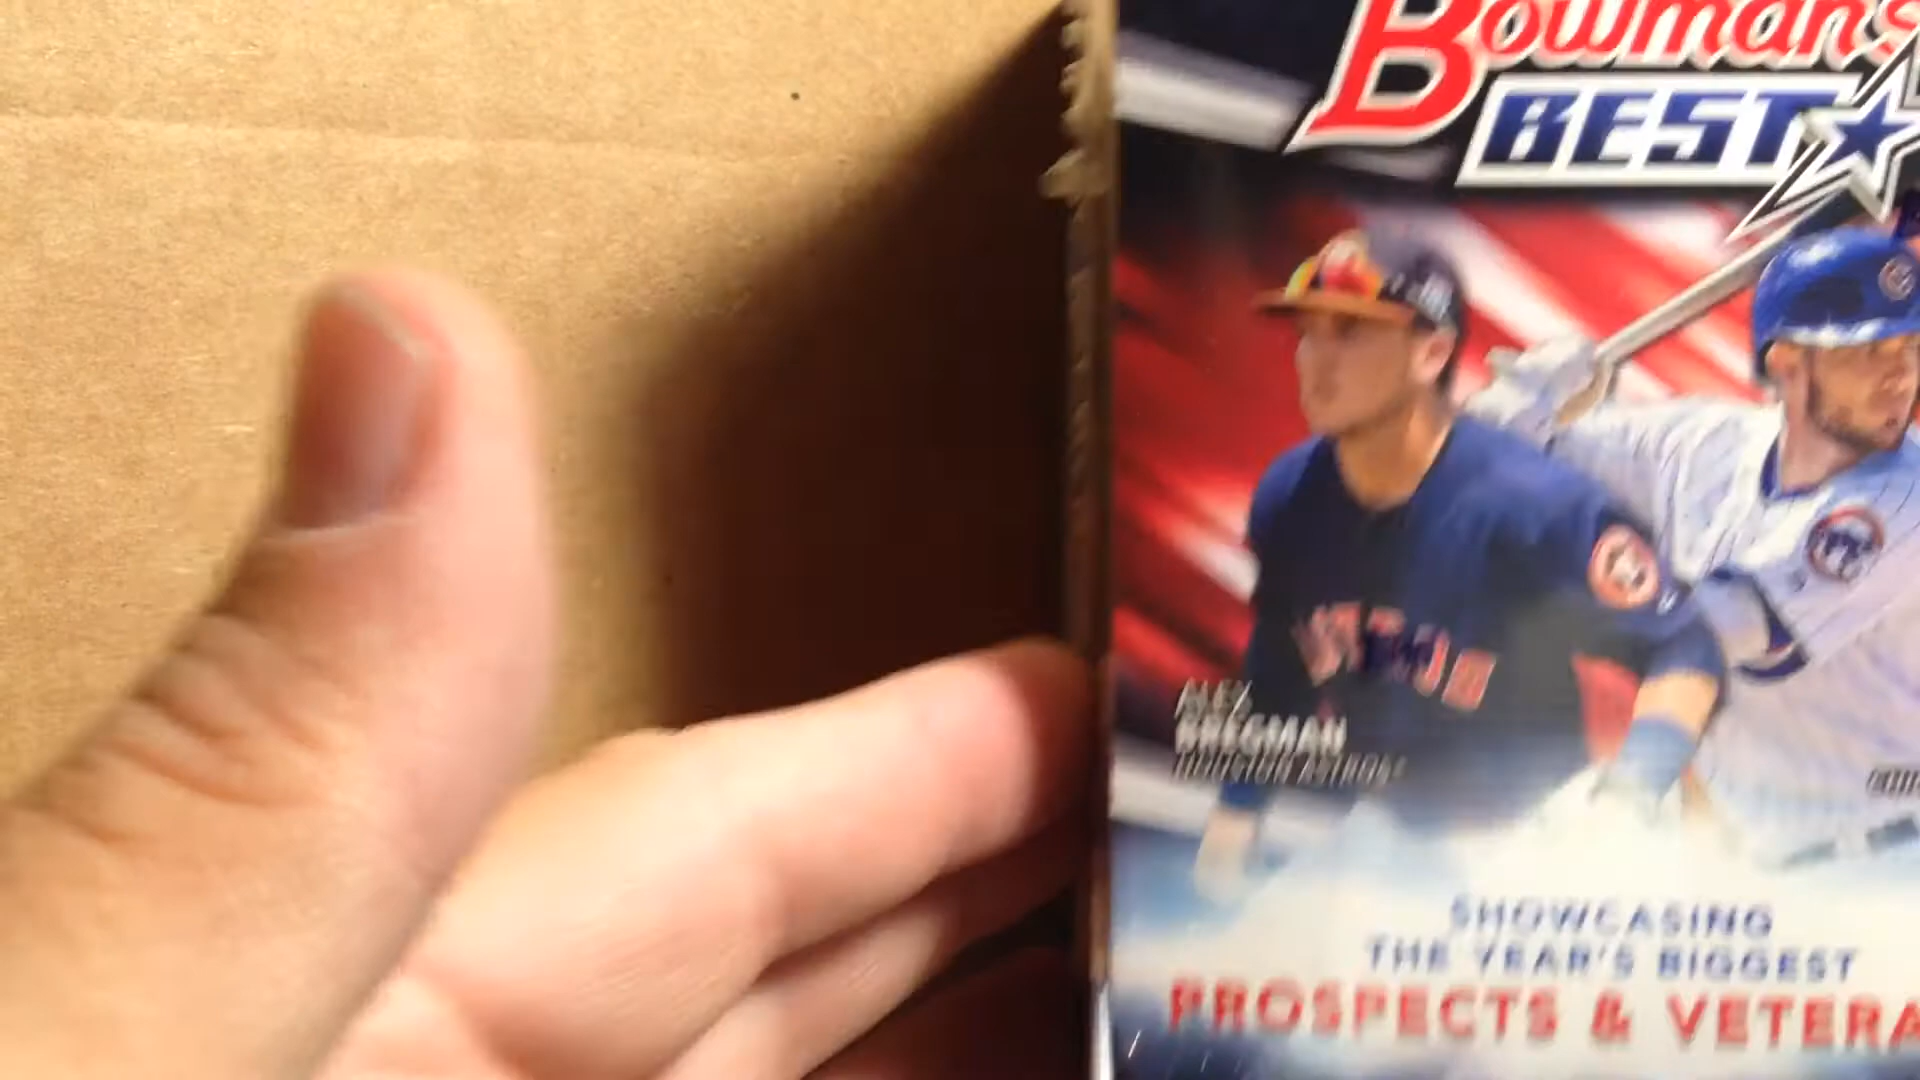 Bowman's
BEST
ALEX
BREGMAN
HOUSTON ASTROS
SHOWCASING
THE YEAR'S BIGGEST
PROSPECTS & VETERA